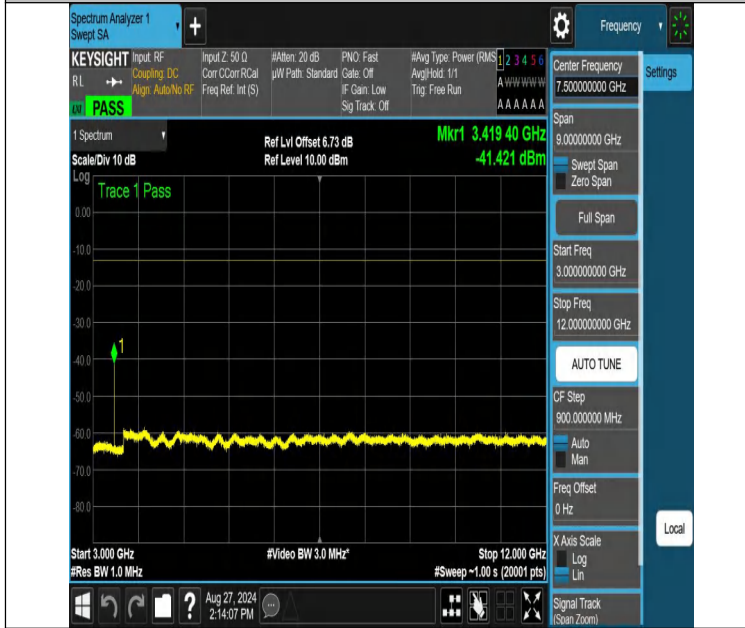 Spectrum Analyzer 1
Swept SA
+
Frequency
KEYSIGHT
RL
PASS
Input: RF
Coupling: DC
Align: Auto/No RF
Input Z: 50 Ω
Corr CCorr RCal
Freq Ref: Int (S)
#Atten: 20 dB
µW Path: Standard
PNO: Fast
Gate: Off
IF Gain: Low
Sig Track: Off
#Avg Type: Power (RMS
Avg|Hold: 1/1
Trig: Free Run
1 2 3 4 5 6
A W W W W W
A A A A A A
1 Spectrum
Scale/Div 10 dB
Log
Ref Lvl Offset 6.73 dB
Ref Level 10.00 dBm
Mkr1 3.419 40 GHz
-41.421 dBm
Trace 1 Pass
0.00
-10.0
-20.0
-30.0
-40.0
-50.0
-60.0
-70.0
-80.0
1
Start 3.000 GHz
#Res BW 1.0 MHz
#Video BW 3.0 MHz*
Stop 12.000 GHz
#Sweep ~1.00 s (20001 pts)
Center Frequency
7.500000000 GHz
Settings
Span
9.00000000 GHz
Swept Span
Zero Span
Full Span
Start Freq
3.000000000 GHz
Stop Freq
12.000000000 GHz
AUTO TUNE
CF Step
900.000000 MHz
Auto
Man
Freq Offset
0 Hz
X Axis Scale
Log
Lin
Local
Signal Track
(Span Zoom)
?
Aug 27, 2024
2:14:07 PM